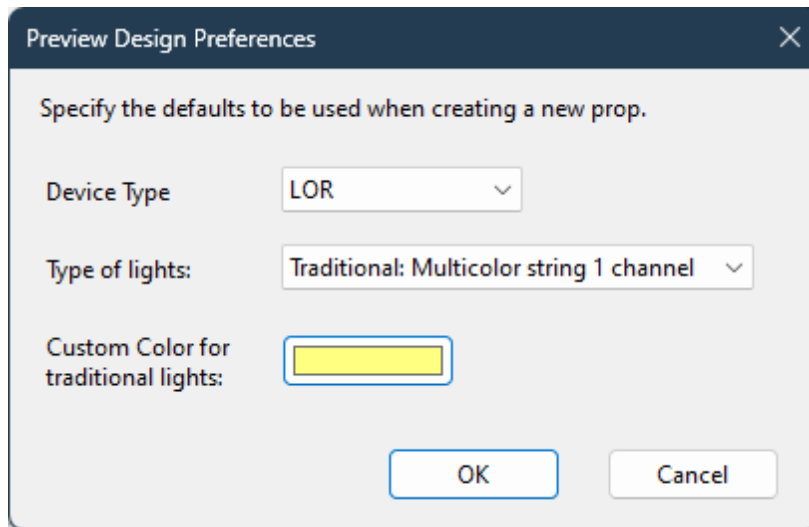 Preview Design Preferences
Specify the defaults to be used when creating a new prop.
Device Type
LOR
Type of lights:
Traditional: Multicolor string 1 channel
Custom Color for
traditional lights:
OK
Cancel